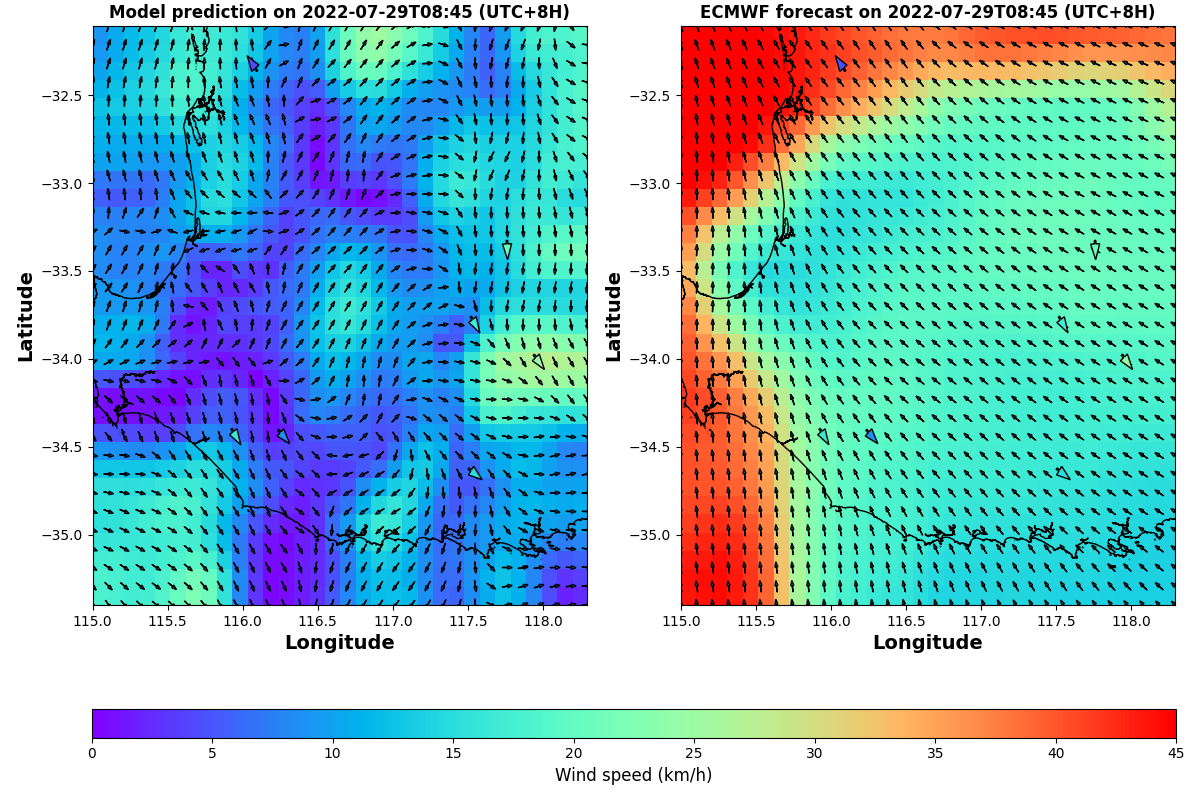 Model prediction on 2022-07-29T08:45 (UTC+8H)
ECMWF forecast on 2022-07-29T08:45 (UTC+8H)
Latitude
−32.5
−33.0
−33.5
−34.0
−34.5
−35.0
115.0 115.5 116.0 116.5 117.0 117.5 118.0
Longitude
Latitude
−32.5
−33.0
−33.5
−34.0
−34.5
−35.0
115.0 115.5 116.0 116.5 117.0 117.5 118.0
Longitude
0 5 10 15 20 25 30 35 40 45
Wind speed (km/h)